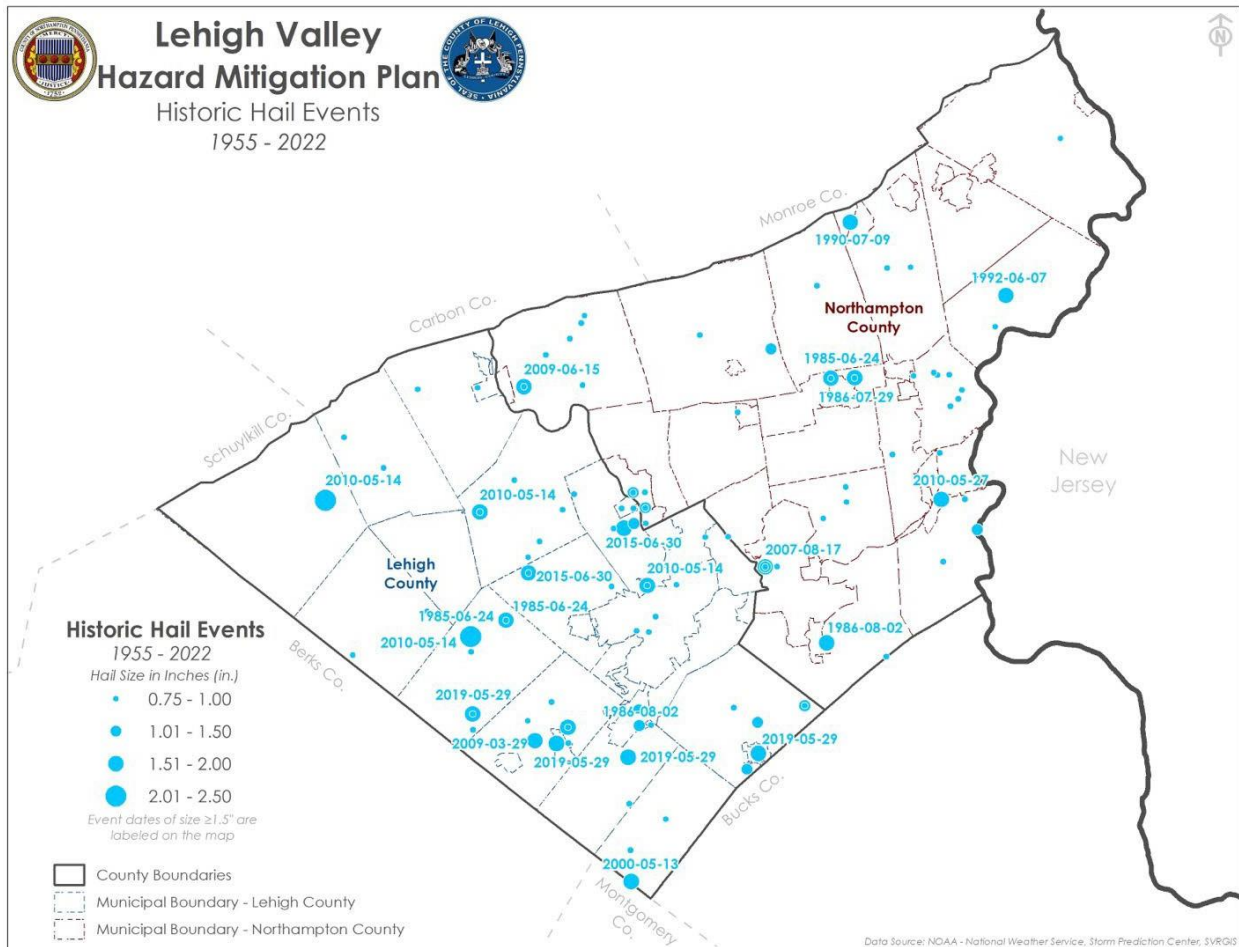 Lehigh Valley
Hazard Mitigation Plan
Historic Hail Events
1955 - 2022
N
Monroe Co.
1990-07-09
1992-06-07
Carbon Co.
Northampton
County
1985-06-24
2009-06-15
1986-07-29
Schuylkill Co.
New
Jersey
2010-05-14
2010-05-14
2010-05-27
2015-06-30
2007-08-17
Lehigh
County
2015-06-30
2010-05-14
1985-06-24
1985-06-24
2010-05-14
1986-08-02
Berks Co.
2019-05-29
1986-08-02
2009-03-29
2019-05-29
2019-05-29
2019-05-29
Bucks Co.
2000-05-13
Montgomery
Co.
Historic Hail Events
1955 - 2022
Hail Size in Inches (in.)
0.75 - 1.00
1.01 - 1.50
1.51 - 2.00
2.01 - 2.50
Event dates of size ≥1.5" are
labeled on the map
County Boundaries
Municipal Boundary - Lehigh County
Municipal Boundary - Northampton County
Data Source: NOAA - National Weather Service, Storm Prediction Center, SVRGIS